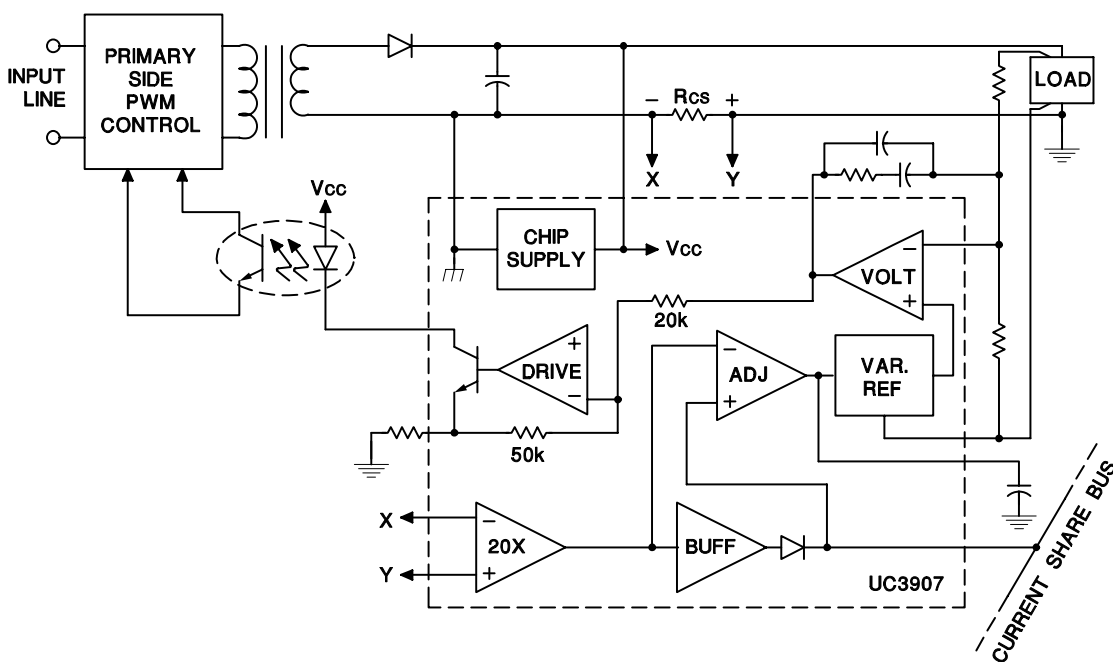 INPUT
LINE
PRIMARY
SIDE
PWM
CONTROL
− RCS +
X
Y
LOAD
VCC
CHIP
SUPPLY
VCC
−
VOLT
+
20k
+
DRIVE
−
−
ADJ
+
VAR.
REF
50k
X
Y
−
20X
+
BUFF
UC3907
CURRENT SHARE BUS